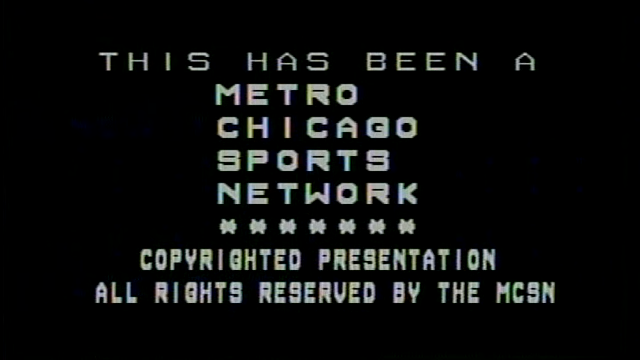 THIS HAS BEEN A
METRO
CHICAGO
SPORTS
NETWORK
*******
COPYRIGHTED PRESENTATION
ALL RIGHTS RESERVED BY THE MCSN